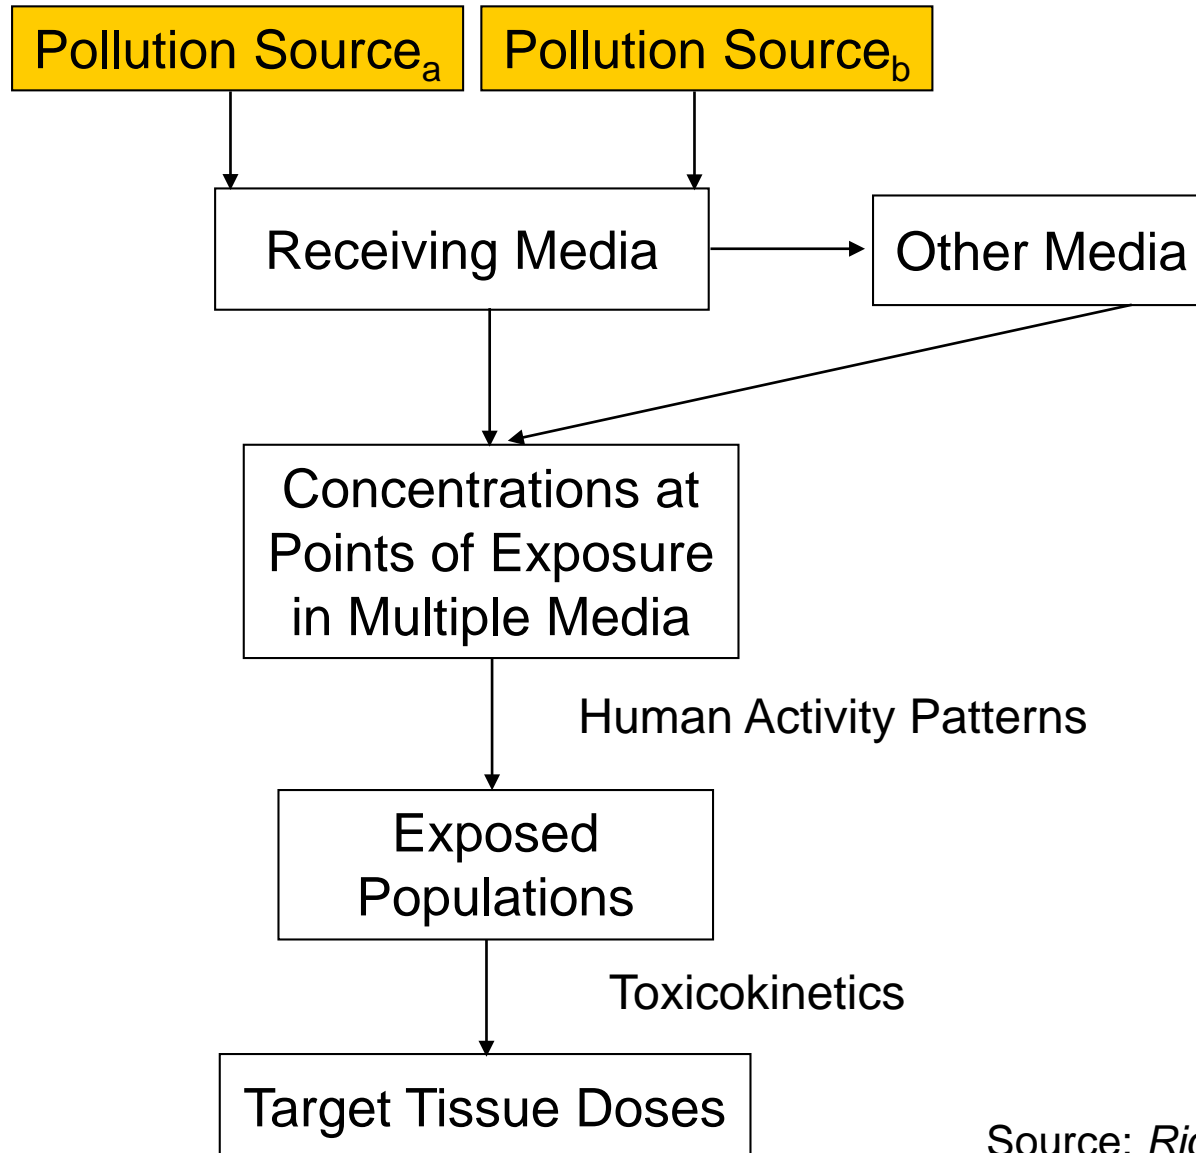 Pollution Sourceₐ
Pollution Source_b
Receiving Media
Other Media
Concentrations at
Points of Exposure
in Multiple Media
Human Activity Patterns
Exposed
Populations
Toxicokinetics
Target Tissue Doses
Source: